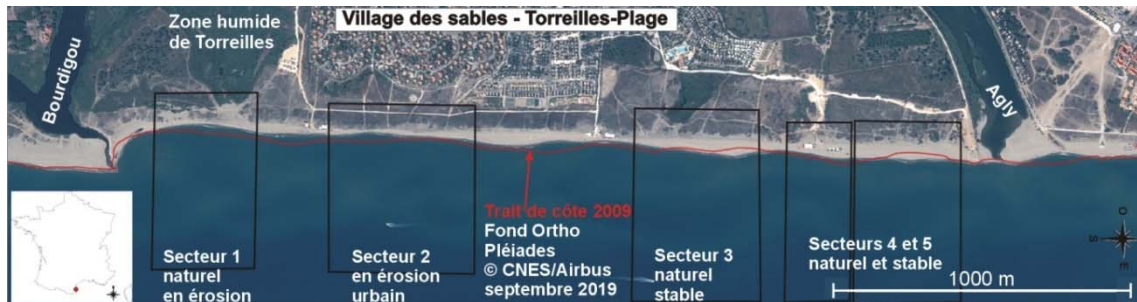 Village des sables - Torreilles-Plage
Zone humide
de Torreilles
Bourdigou
Agly
Trait de côte 2009
Fond Ortho
Pléiades
© CNES/Airbus
septembre 2019
Secteur 1
naturel
en érosion
Secteur 2
en érosion
urbain
Secteur 3
naturel
stable
Secteurs 4 et 5
naturel et stable
1000 m
O
S
E